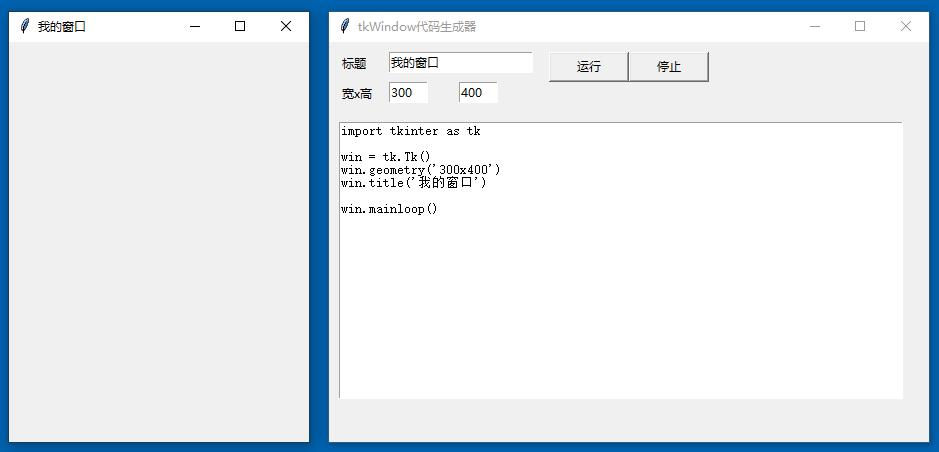 我的窗口
tkWindow代码生成器
标题 我的窗口 运行 停止
宽x高 300 400
import tkinter as tk
win = tk.Tk()
win.geometry('300x400')
win.title('我的窗口')
win.mainloop()